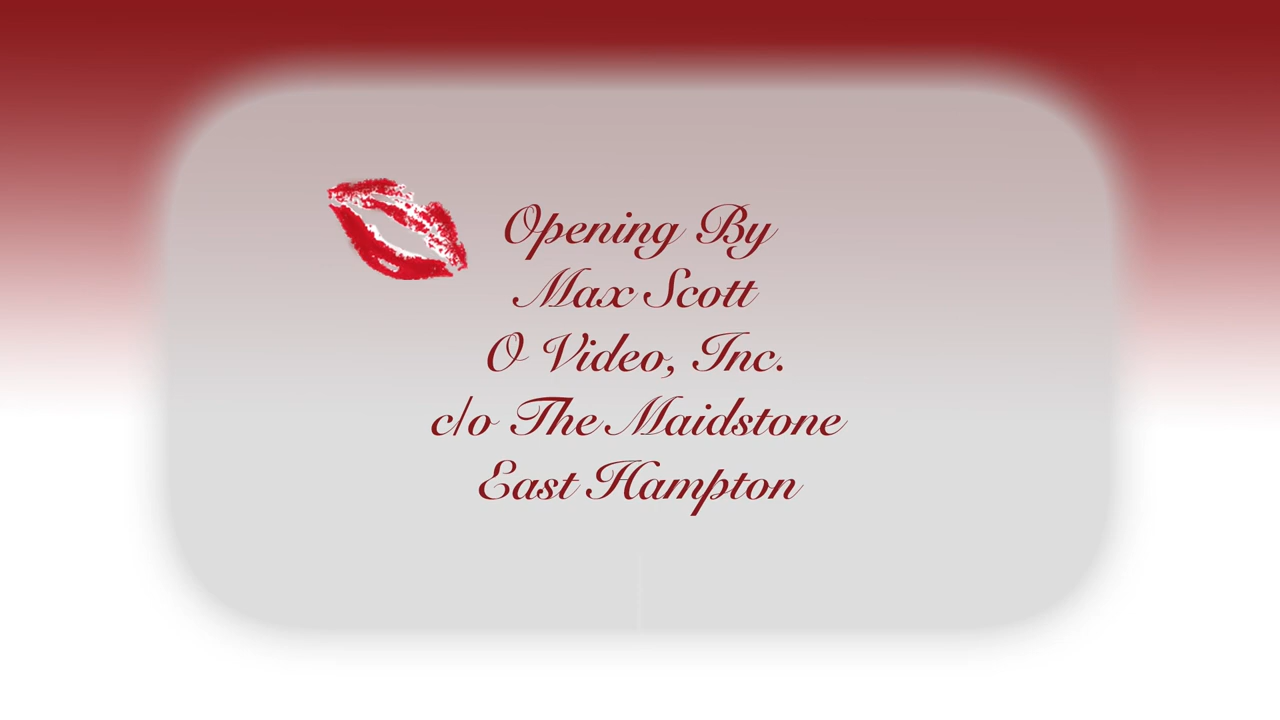 Opening By
Max Scott
O Video, Inc.
c/o The Maidstone
East Hampton